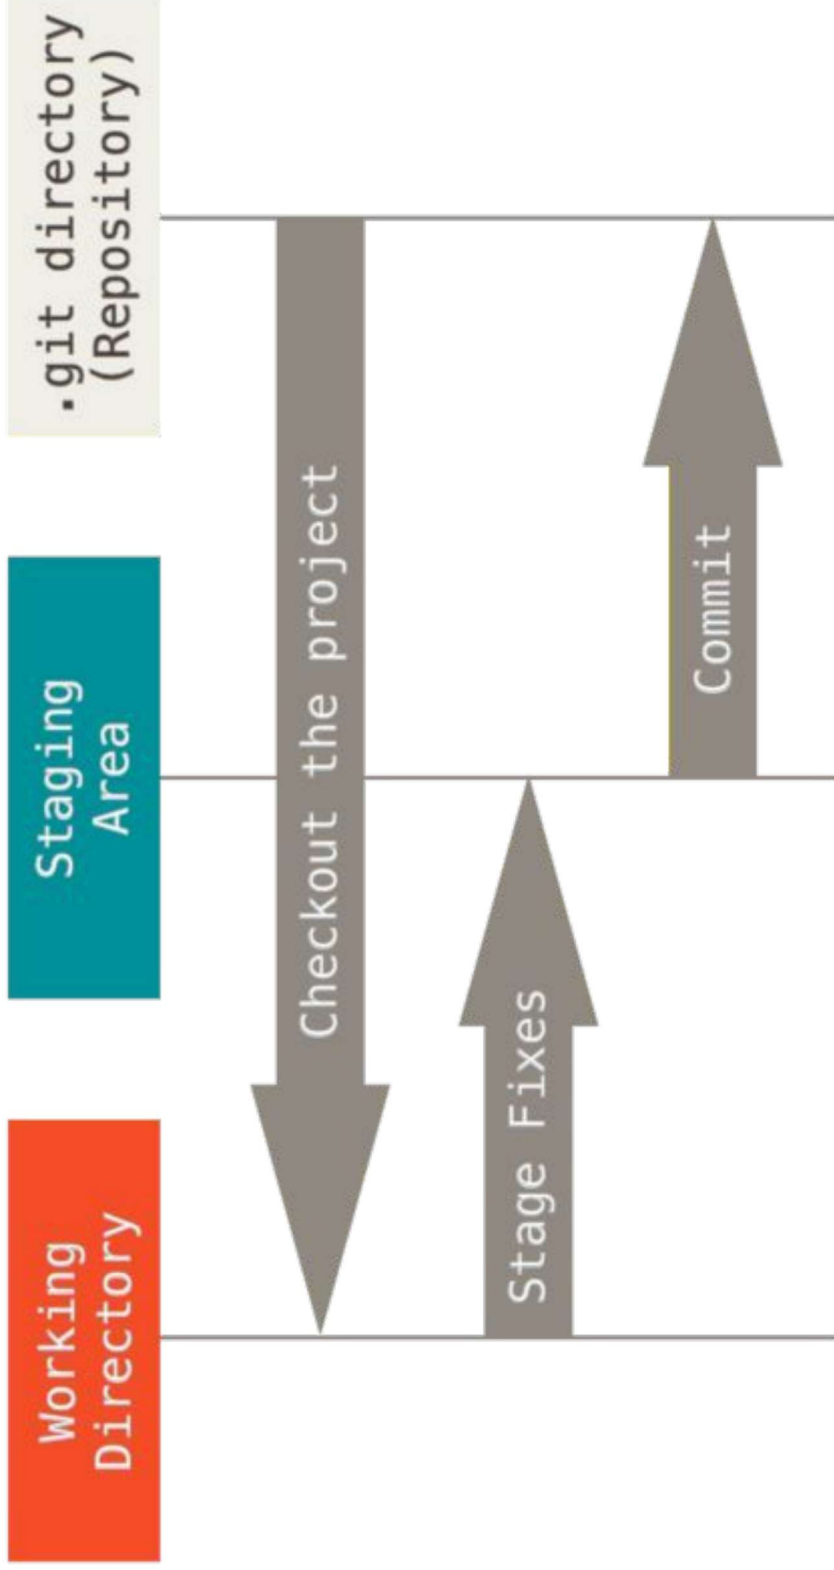 Working
Directory
Staging
Area
.git directory
(Repository)
Checkout the project
Stage Fixes
Commit